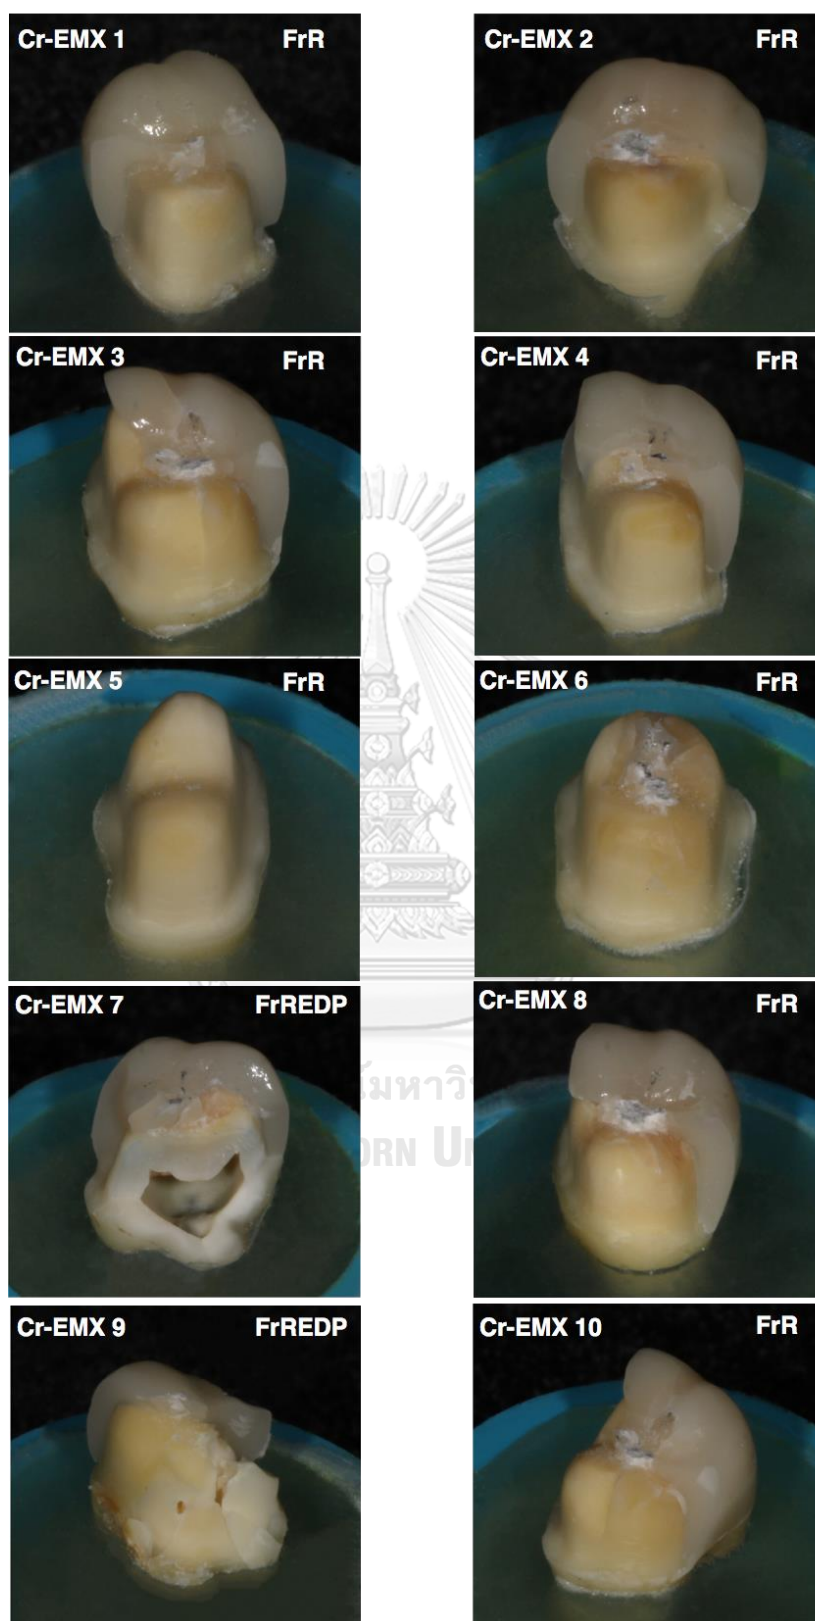 Cr-EMX 1 FrR
Cr-EMX 2 FrR
Cr-EMX 3 FrR
Cr-EMX 4 FrR
Cr-EMX 5 FrR
Cr-EMX 6 FrR
Cr-EMX 7 FrREDP
Cr-EMX 8 FrR
Cr-EMX 9 FrREDP
Cr-EMX 10 FrR